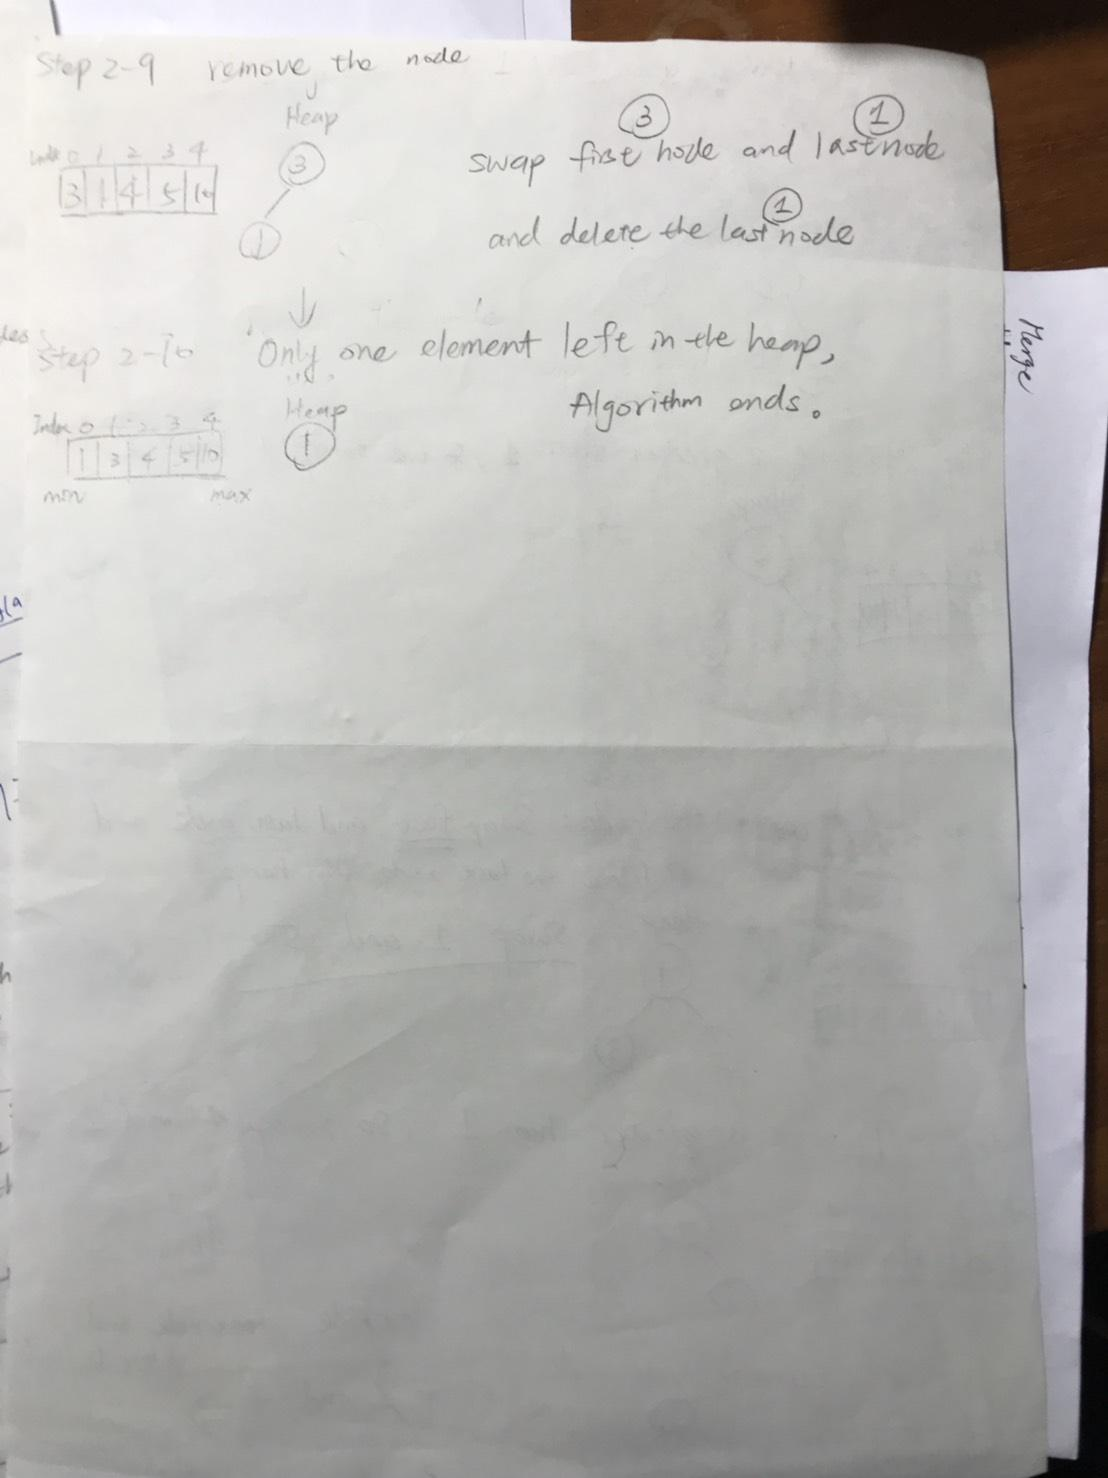 Step 2-9 remove the node
Heap
Index 0 1 2 3 4
3 1 4 5 10
3
1
3 1
swap first node and last node
1
and delete the last node
Step 2-10 Only one element left in the heap,
Algorithm ends.
Heap
Index 0 1 2 3 4
1 3 4 5 10
1
min max
Merge